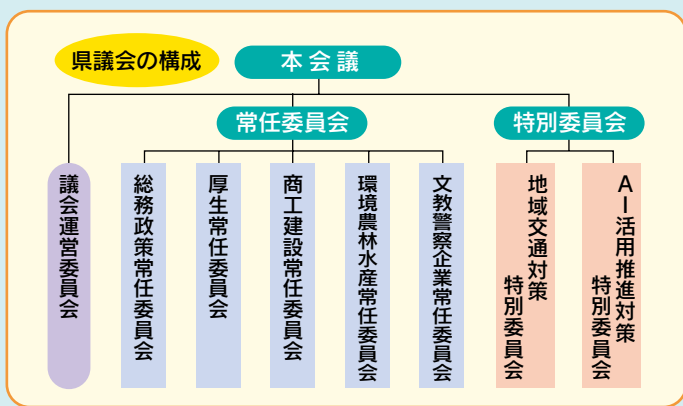 県議会の構成
本会議
常任委員会
特別委員会
議会運営委員会
総務政策常任委員会
厚生常任委員会
商工建設常任委員会
環境農林水産常任委員会
文教警察企業常任委員会
地域交通対策
特別委員会
AI活用推進対策
特別委員会